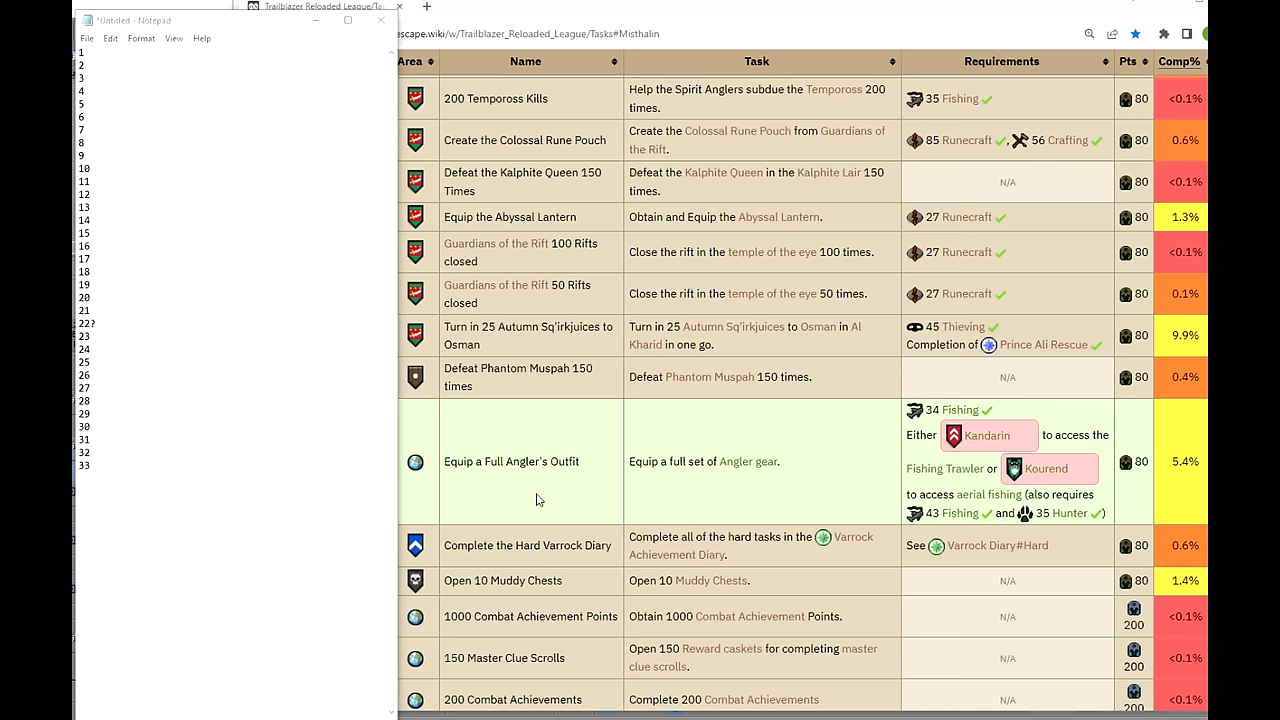 *Untitled - Notepad
File Edit Format View Help
1
2
3
4
5
6
7
8
9
10
11
12
13
14
15
16
17
18
19
20
21
22?
23
24
25
26
27
28
29
30
31
32
33
Trailblazer Reloaded League/Ta
escape.wiki/w/Trailblazer_Reloaded_League/Tasks#Misthalin
Area Name Task Requirements Pts Comp%
200 Tempoross Kills
Help the Spirit Anglers subdue the Tempoross 200
times.
35 Fishing
80
<0.1%
Create the Colossal Rune Pouch
Create the Colossal Rune Pouch from Guardians of
the Rift.
85 Runecraft , 56 Crafting
80
0.6%
Defeat the Kalphite Queen 150
Times
Defeat the Kalphite Queen in the Kalphite Lair 150
times.
N/A
80
<0.1%
Equip the Abyssal Lantern
Obtain and Equip the Abyssal Lantern.
27 Runecraft
80
1.3%
Guardians of the Rift 100 Rifts
closed
Close the rift in the temple of the eye 100 times.
27 Runecraft
80
<0.1%
Guardians of the Rift 50 Rifts
closed
Close the rift in the temple of the eye 50 times.
27 Runecraft
80
0.1%
Turn in 25 Autumn Sq'irkjuices to
Osman
Turn in 25 Autumn Sq'irkjuices to Osman in Al
Kharid in one go.
45 Thieving
Completion of Prince Ali Rescue
80
9.9%
Defeat Phantom Muspah 150
times
Defeat Phantom Muspah 150 times.
N/A
80
0.4%
Equip a Full Angler's Outfit
Equip a full set of Angler gear.
34 Fishing
Either Kandarin to access the
Fishing Trawler or Kourend
to access aerial fishing (also requires
43 Fishing and 35 Hunter )
80
5.4%
Complete the Hard Varrock Diary
Complete all of the hard tasks in the Varrock
Achievement Diary.
See Varrock Diary#Hard
80
0.6%
Open 10 Muddy Chests
Open 10 Muddy Chests.
N/A
80
1.4%
1000 Combat Achievement Points
Obtain 1000 Combat Achievement Points.
N/A
200
<0.1%
150 Master Clue Scrolls
Open 150 Reward caskets for completing master
clue scrolls.
N/A
200
<0.1%
200 Combat Achievements
Complete 200 Combat Achievements
N/A
200
<0.1%